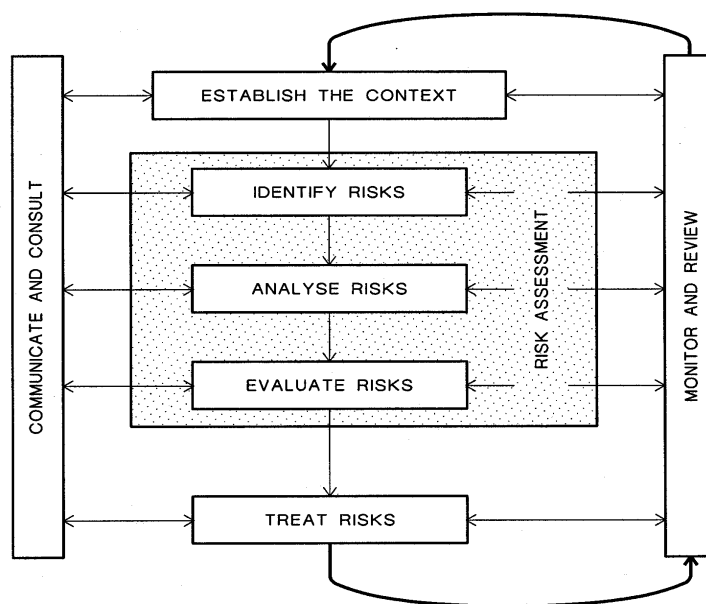 ESTABLISH THE CONTEXT
IDENTIFY RISKS
ANALYSE RISKS
EVALUATE RISKS
TREAT RISKS
COMMUNICATE AND CONSULT
RISK ASSESSMENT
MONITOR AND REVIEW